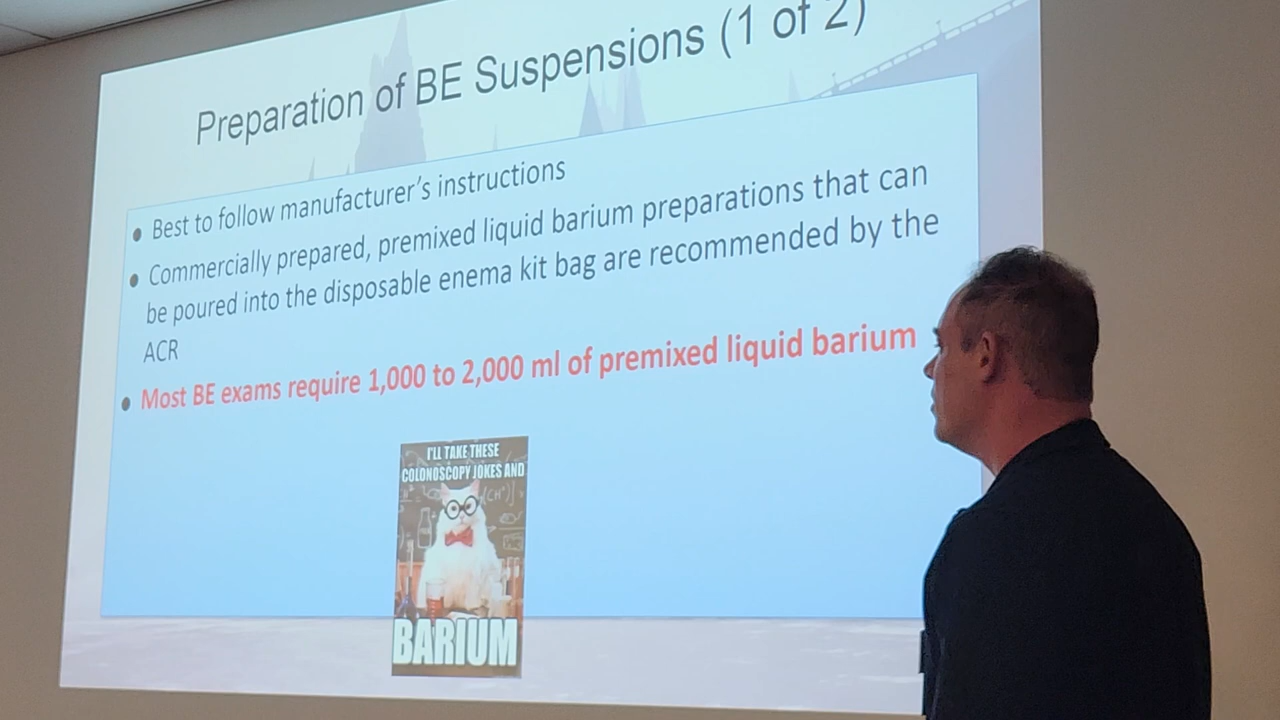 Preparation of BE Suspensions (1 of 2)
• Best to follow manufacturer's instructions
• Commercially prepared, premixed liquid barium preparations that can
be poured into the disposable enema kit bag are recommended by the
ACR
• Most BE exams require 1,000 to 2,000 ml of premixed liquid barium
I'LL TAKE THESE
COLONOSCOPY JOKES AND
BARIUM